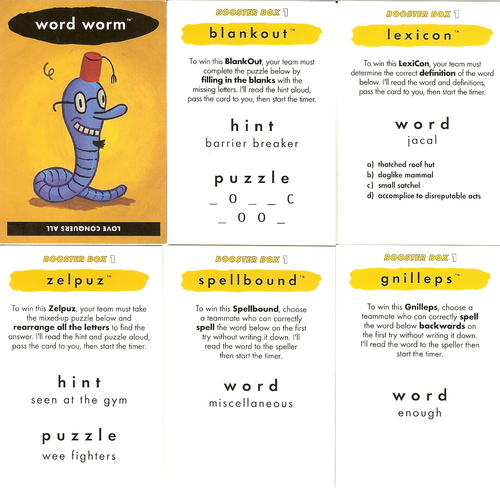 word worm™
LOVE CONQUERS ALL
BOOSTER BOX 1
blankout™
To win this BlankOut, your team must
complete the puzzle below by
filling in the blanks with the
missing letters. I'll read the hint aloud,
pass the card to you, then start the timer.
hint
barrier breaker
puzzle
_ O _ _ C
_ O O _
BOOSTER BOX 1
lexicon™
To win this LexiCon, your team must
determine the correct definition of the word
below. I'll read the word and definitions,
pass the card to you, then start the timer.
word
jacal
a) thatched roof hut
b) doglike mammal
c) small satchel
d) accomplice to disreputable acts
BOOSTER BOX 1
zelpuz™
To win this Zelpuz, your team must take
the mixed-up puzzle below and
rearrange all the letters to find the
answer. I'll read the hint and puzzle aloud,
pass the card to you, then start the timer.
hint
seen at the gym
puzzle
wee fighters
BOOSTER BOX 1
spellbound™
To win this Spellbound, choose
a teammate who can correctly
spell the word below on the first
try without writing it down. I'll
read the word to the speller
then start the timer.
word
miscellaneous
BOOSTER BOX 1
gnilleps™
To win this Gnilleps, choose a
teammate who can correctly spell
the word below backwards on the
first try without writing it down. I'll
read the word to the speller then
start the timer.
word
enough